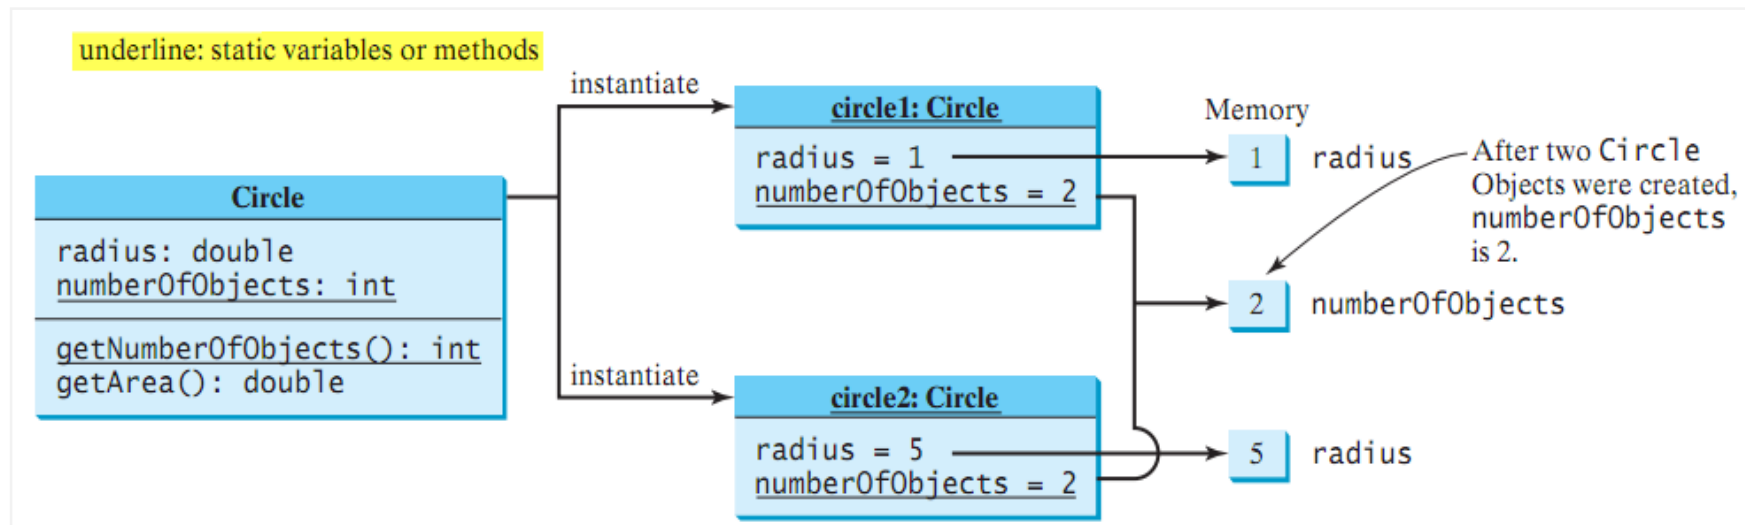 underline: static variables or methods
instantiate
circle1: Circle
radius = 1
numberOfObjects = 2
Memory
1 radius
After two Circle
Objects were created,
numberOfObjects
is 2.
Circle
radius: double
numberOfObjects: int
getNumberOfObjects(): int
getArea(): double
2 numberOfObjects
instantiate
circle2: Circle
radius = 5
numberOfObjects = 2
5 radius